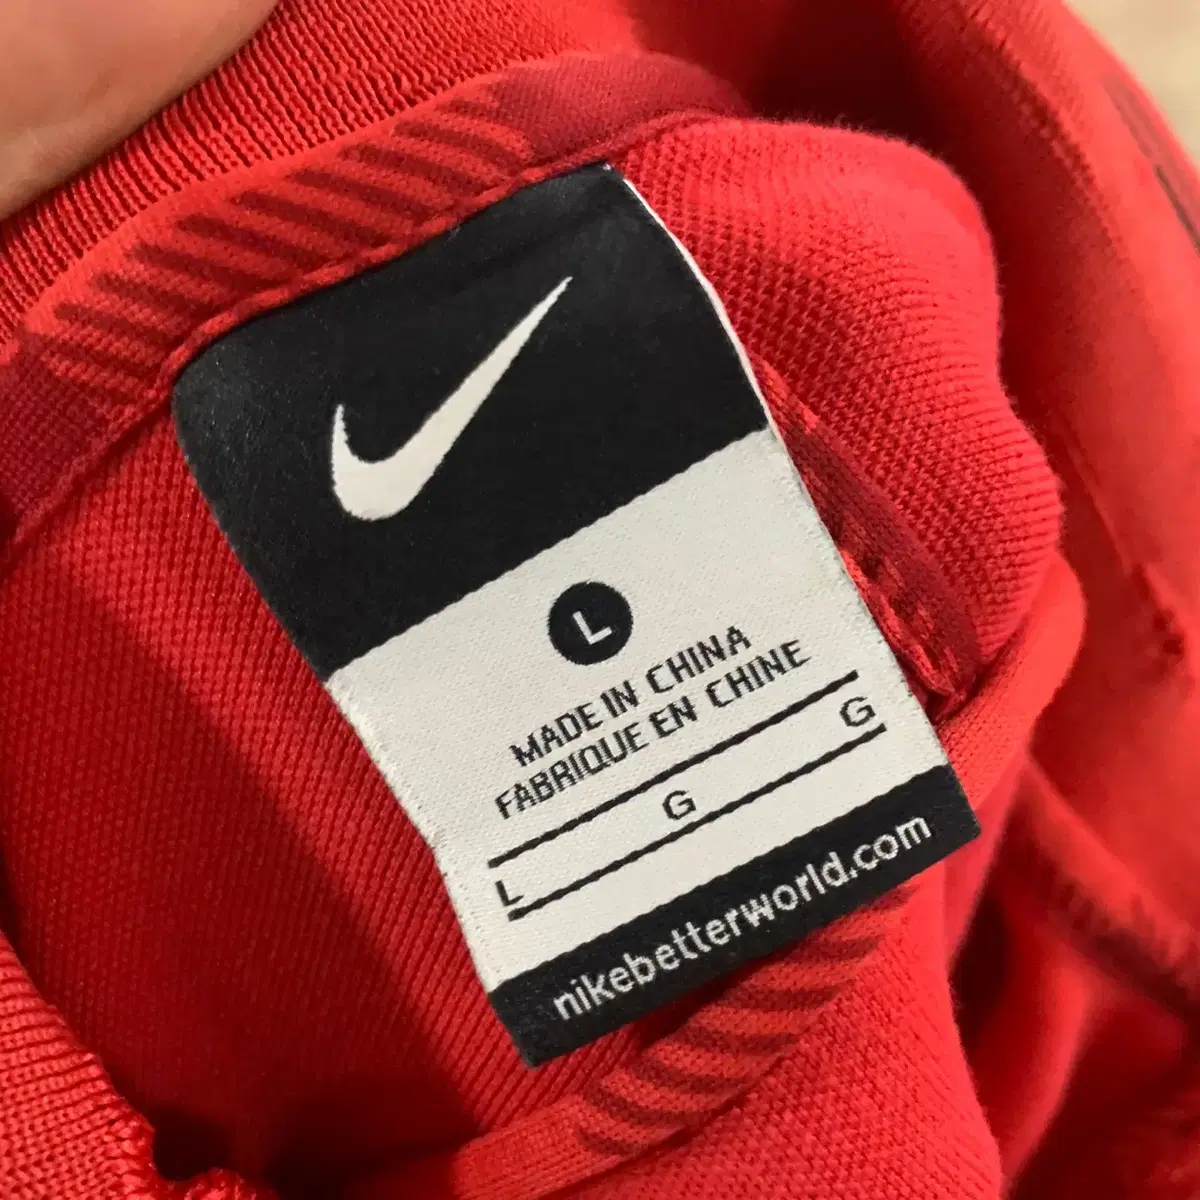 L
MADE IN CHINA
FABRIQUE EN CHINE
L G G
nikebetterworld.com